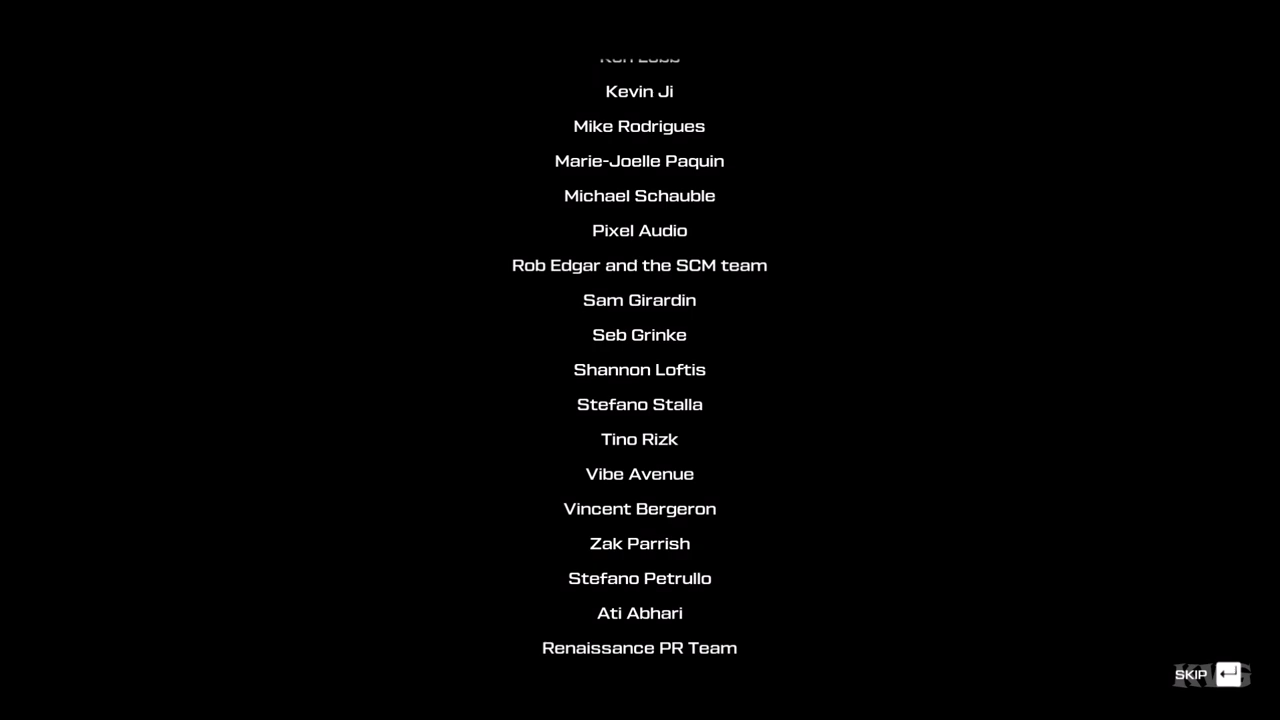 Kevin Ji
Mike Rodrigues
Marie-Joelle Paquin
Michael Schauble
Pixel Audio
Rob Edgar and the SCM team
Sam Girardin
Seb Grinke
Shannon Loftis
Stefano Stalla
Tino Rizk
Vibe Avenue
Vincent Bergeron
Zak Parrish
Stefano Petrullo
Ati Abhari
Renaissance PR Team
SKIP